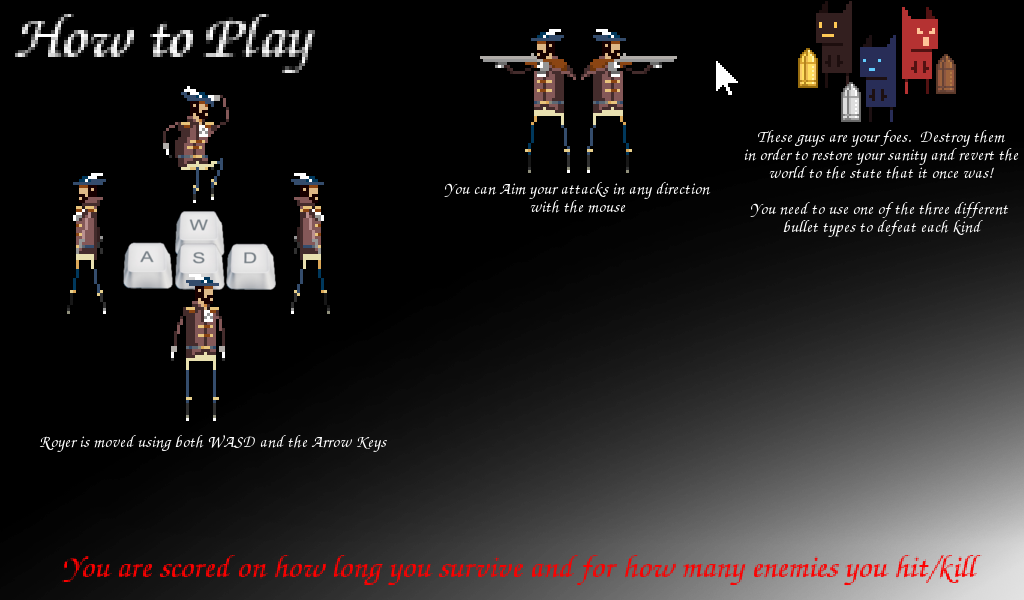 How to Play
W
A S D
Royer is moved using both WASD and the Arrow Keys
You can Aim your attacks in any direction
with the mouse
These guys are your foes. Destroy them
in order to restore your sanity and revert the
world to the state that it once was!
You need to use one of the three different
bullet types to defeat each kind
You are scored on how long you survive and for how many enemies you hit/kill